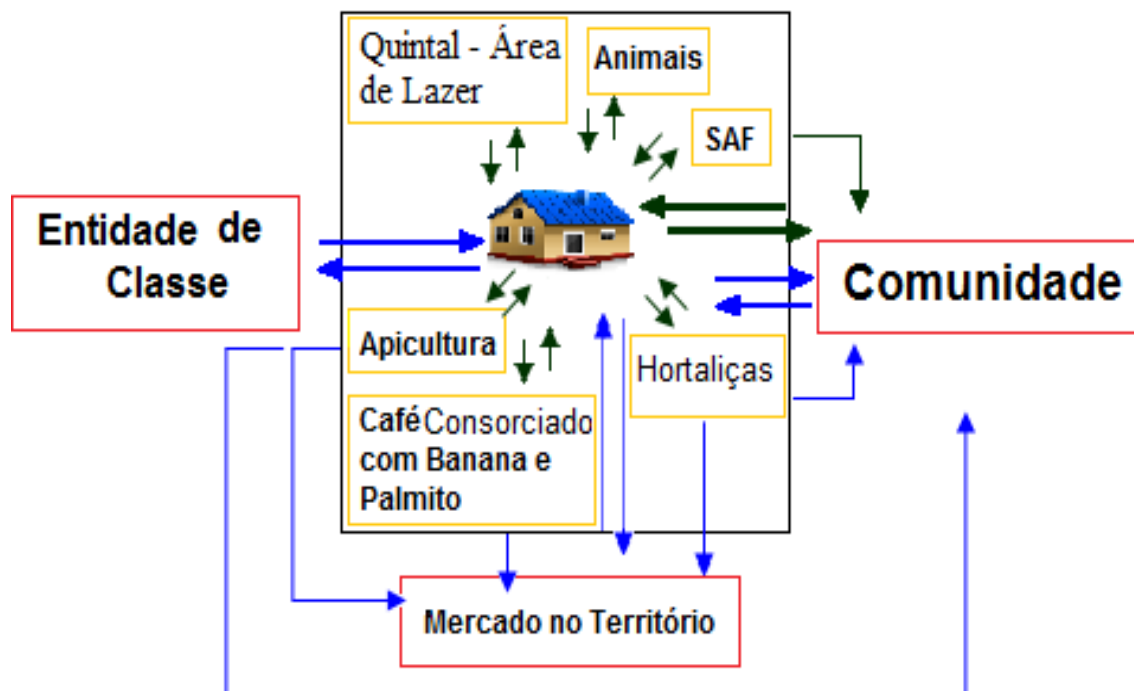 Quintal - Área
de Lazer
Animais
SAF
Entidade de
Classe
Comunidade
Apicultura
Hortaliças
Café Consorciado
com Banana e
Palmito
Mercado no Território